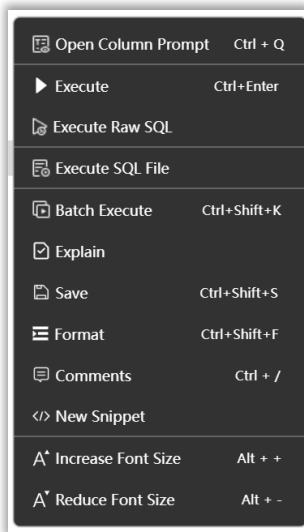 Open Column Prompt Ctrl + Q
Execute Ctrl+Enter
Execute Raw SQL
Execute SQL File
Batch Execute Ctrl+Shift+K
Explain
Save Ctrl+Shift+S
Format Ctrl+Shift+F
Comments Ctrl + /
New Snippet
Increase Font Size Alt + +
Reduce Font Size Alt + -